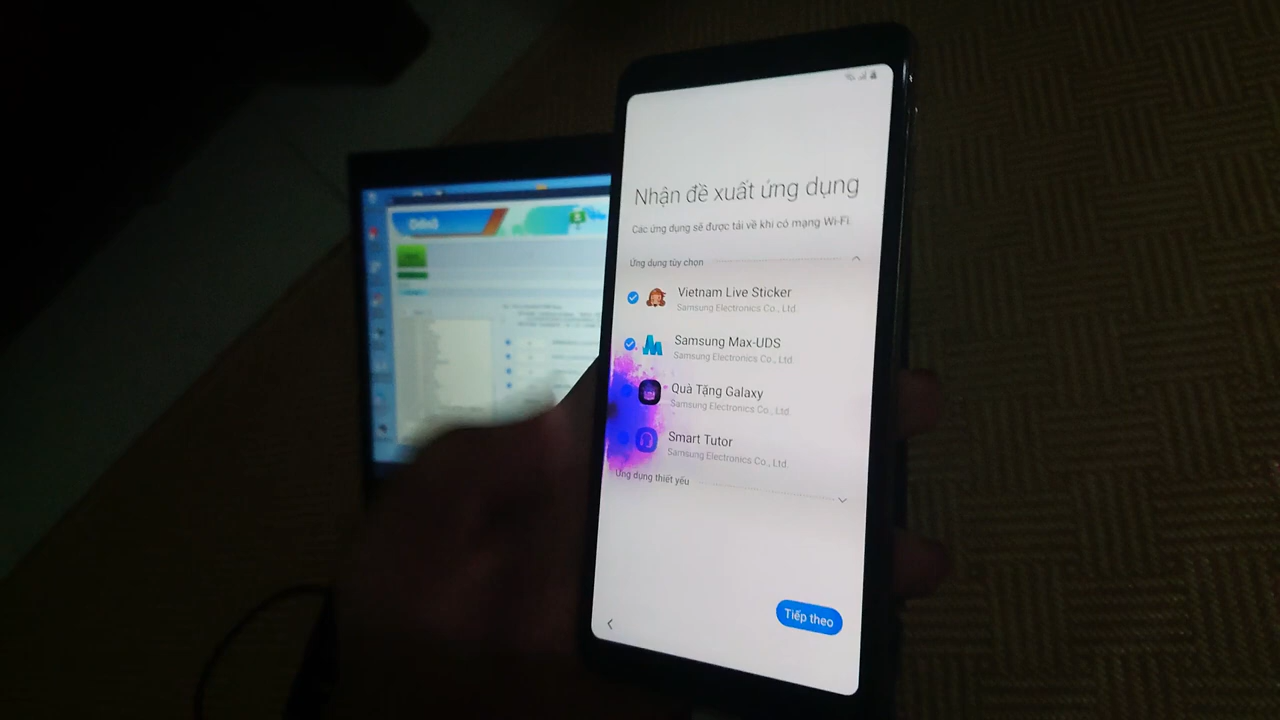 Odin3
Nhận đề xuất ứng dụng
Các ứng dụng sẽ được tải về khi có mạng Wi-Fi.
Ứng dụng tùy chọn
Vietnam Live Sticker
Samsung Electronics Co., Ltd.
Samsung Max-UDS
Samsung Electronics Co., Ltd.
Quà Tặng Galaxy
Samsung Electronics Co., Ltd.
Smart Tutor
Samsung Electronics Co., Ltd.
Ứng dụng thiết yếu
Tiếp theo